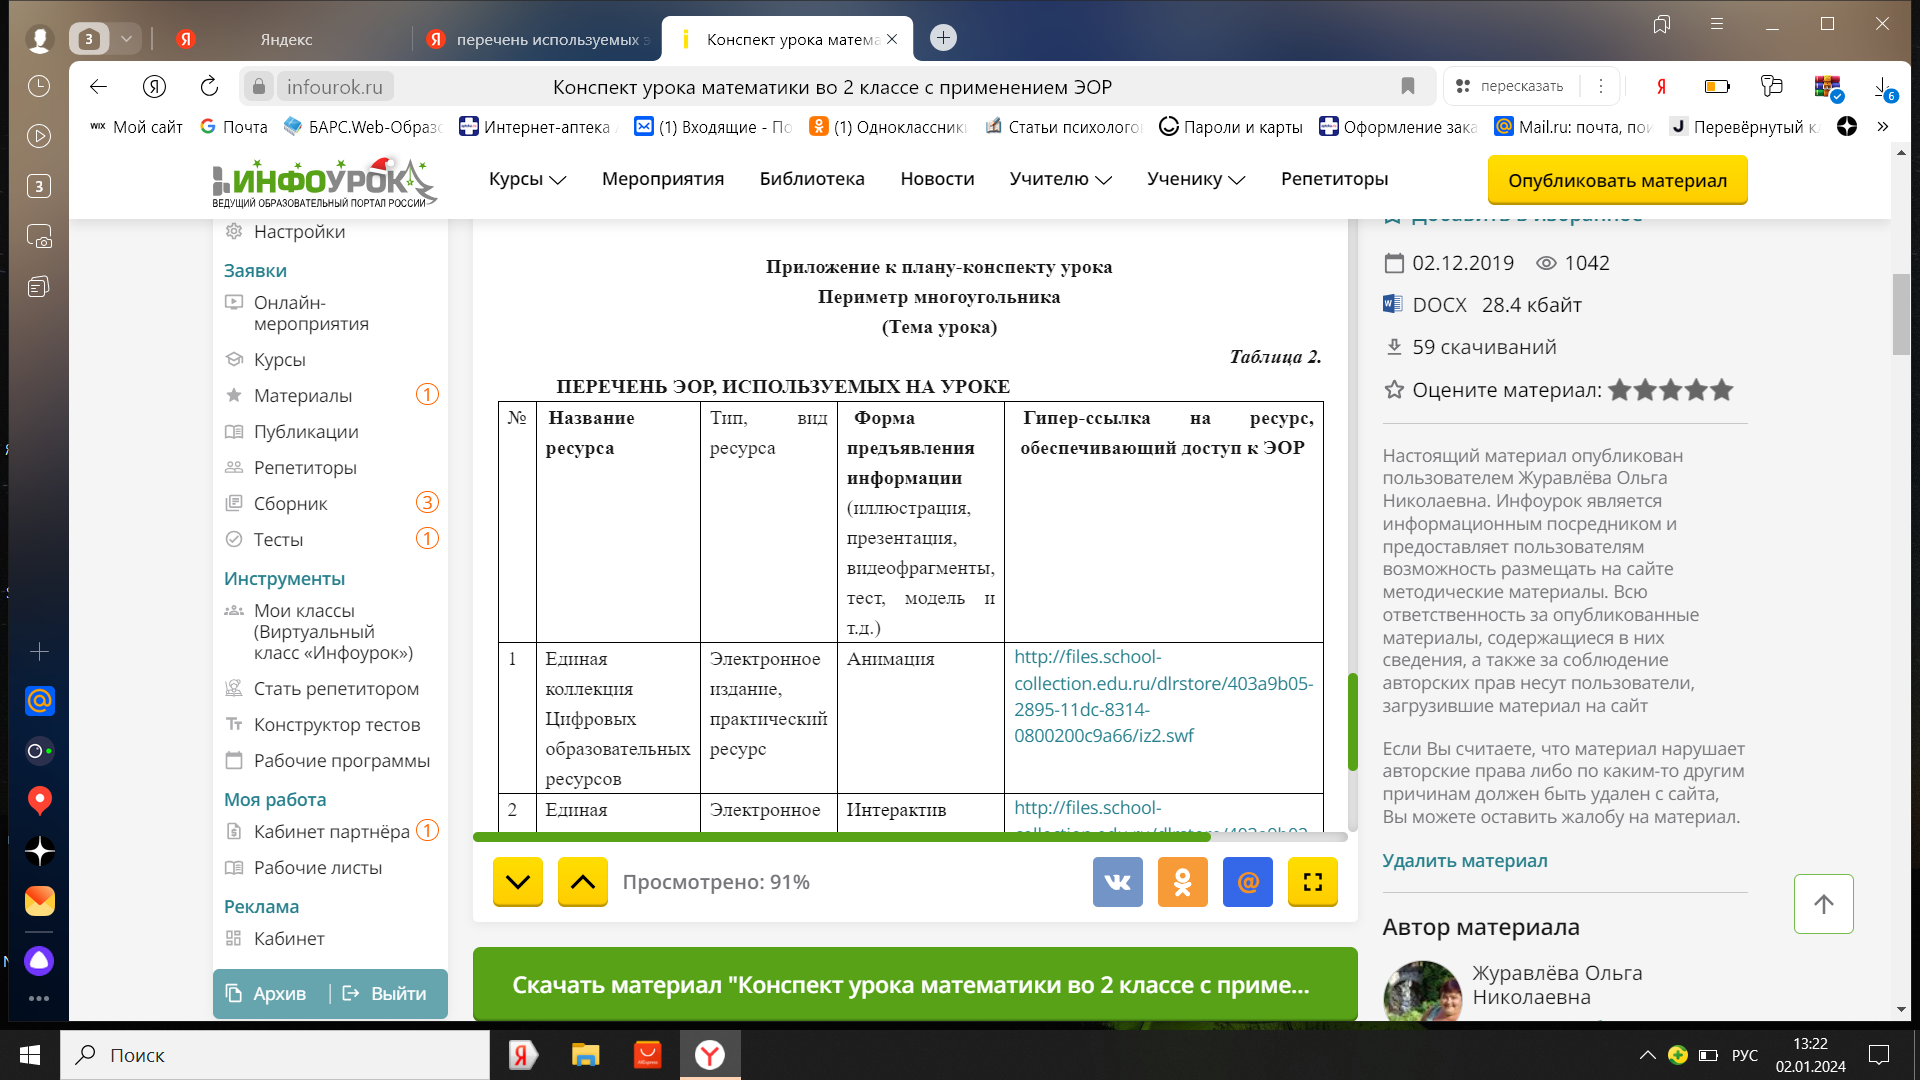 3
Яндекс
перечень используемых э
Конспект урока матема
infourok.ru
Конспект урока математики во 2 классе с применением ЭОР
пересказать
6
Мой сайт
Почта
БАРС.Web-Образо
Интернет-аптека
(1) Входящие - По
(1) Одноклассники
Статьи психолого
Пароли и карты
Оформление зака
Mail.ru: почта, пои
Перевёрнутый к
3
ИНФОУРОК
ВЕДУЩИЙ ОБРАЗОВАТЕЛЬНЫЙ ПОРТАЛ РОССИИ
Курсы
Мероприятия
Библиотека
Новости
Учителю
Ученику
Репетиторы
Опубликовать материал
Настройки
Заявки
Онлайн-
мероприятия
Курсы
Материалы 1
Публикации
Репетиторы
Сборник 3
Тесты 1
Инструменты
Мои классы
(Виртуальный
класс «Инфоурок»)
Стать репетитором
Конструктор тестов
Рабочие программы
Моя работа
Кабинет партнёра 1
Рабочие листы
Реклама
Кабинет
Архив
Выйти
Приложение к плану-конспекту урока
Периметр многоугольника
(Тема урока)
Таблица 2.
ПЕРЕЧЕНЬ ЭОР, ИСПОЛЬЗУЕМЫХ НА УРОКЕ
№
Название
ресурса
Тип, вид
ресурса
Форма
предъявления
информации
(иллюстрация,
презентация,
видеофрагменты,
тест, модель и
т.д.)
Гипер-ссылка на ресурс,
обеспечивающий доступ к ЭОР
1
Единая
коллекция
Цифровых
образовательных
ресурсов
Электронное
издание,
практический
ресурс
Анимация
http://files.school-
collection.edu.ru/dlrstore/403a9b05-
2895-11dc-8314-
0800200c9a66/iz2.swf
2
Единая
Электронное
Интерактив
http://files.school-
collection.edu.ru/dlrstore/403a9b03-
Просмотрено: 91%
Скачать материал "Конспект урока математики во 2 классе с приме...
Добавить в избранное
02.12.2019 1042
DOCX 28.4 кбайт
59 скачиваний
Оцените материал:
Настоящий материал опубликован
пользователем Журавлёва Ольга
Николаевна. Инфоурок является
информационным посредником и
предоставляет пользователям
возможность размещать на сайте
методические материалы. Всю
ответственность за опубликованные
материалы, содержащиеся в них
сведения, а также за соблюдение
авторских прав несут пользователи,
загрузившие материал на сайт
Если Вы считаете, что материал нарушает
авторские права либо по каким-то другим
причинам должен быть удален с сайта,
Вы можете оставить жалобу на материал.
Удалить материал
Автор материала
Журавлёва Ольга
Николаевна
Поиск
РУС
13:22
02.01.2024